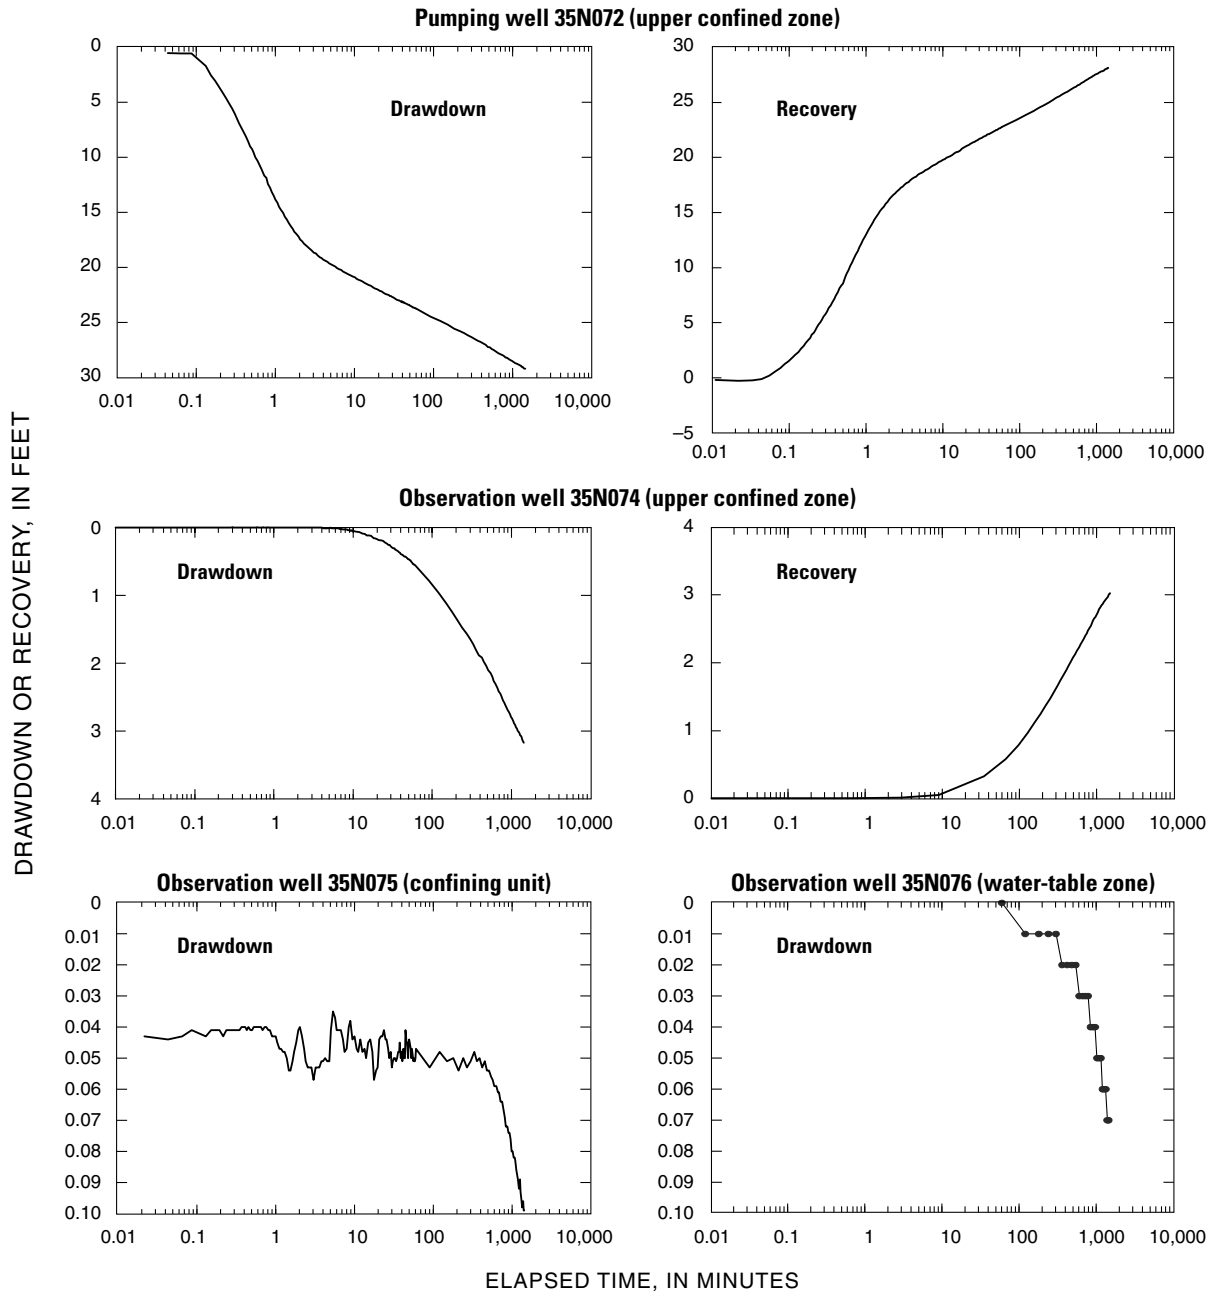 Pumping well 35N072 (upper confined zone)
0
5
10
15
20
25
30
Drawdown
0.01 0.1 1 10 100 1,000 10,000
30
25
20
15
10
5
0
–5
Recovery
0.01 0.1 1 10 100 1,000 10,000
Observation well 35N074 (upper confined zone)
0
1
2
3
4
Drawdown
0.01 0.1 1 10 100 1,000 10,000
4
3
2
1
0
Recovery
0.01 0.1 1 10 100 1,000 10,000
Observation well 35N075 (confining unit)
0
0.01
0.02
0.03
0.04
0.05
0.06
0.07
0.08
0.09
0.10
Drawdown
0.01 0.1 1 10 100 1,000 10,000
Observation well 35N076 (water-table zone)
0
0.01
0.02
0.03
0.04
0.05
0.06
0.07
0.08
0.09
0.10
Drawdown
0.01 0.1 1 10 100 1,000 10,000
DRAWDOWN OR RECOVERY, IN FEET
ELAPSED TIME, IN MINUTES